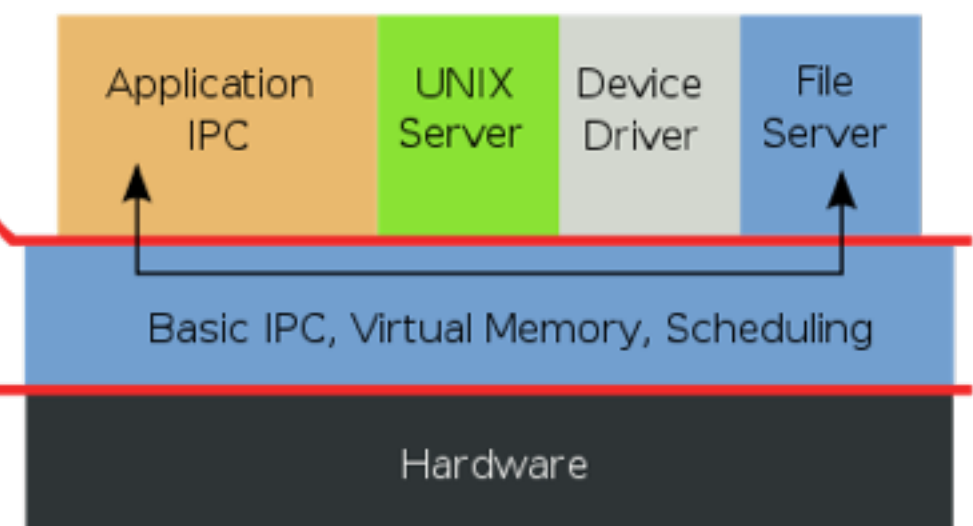 Application
IPC
UNIX
Server
Device
Driver
File
Server
Basic IPC, Virtual Memory, Scheduling
Hardware